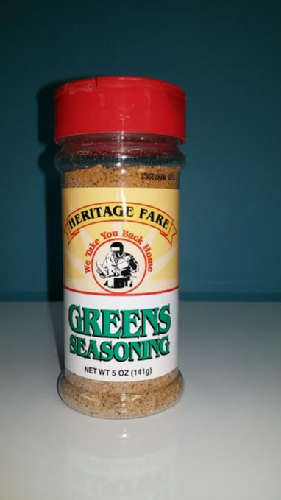 HERITAGE FARE
We Take You Back Home
GREENS
SEASONING
NET WT 5 OZ (141g)